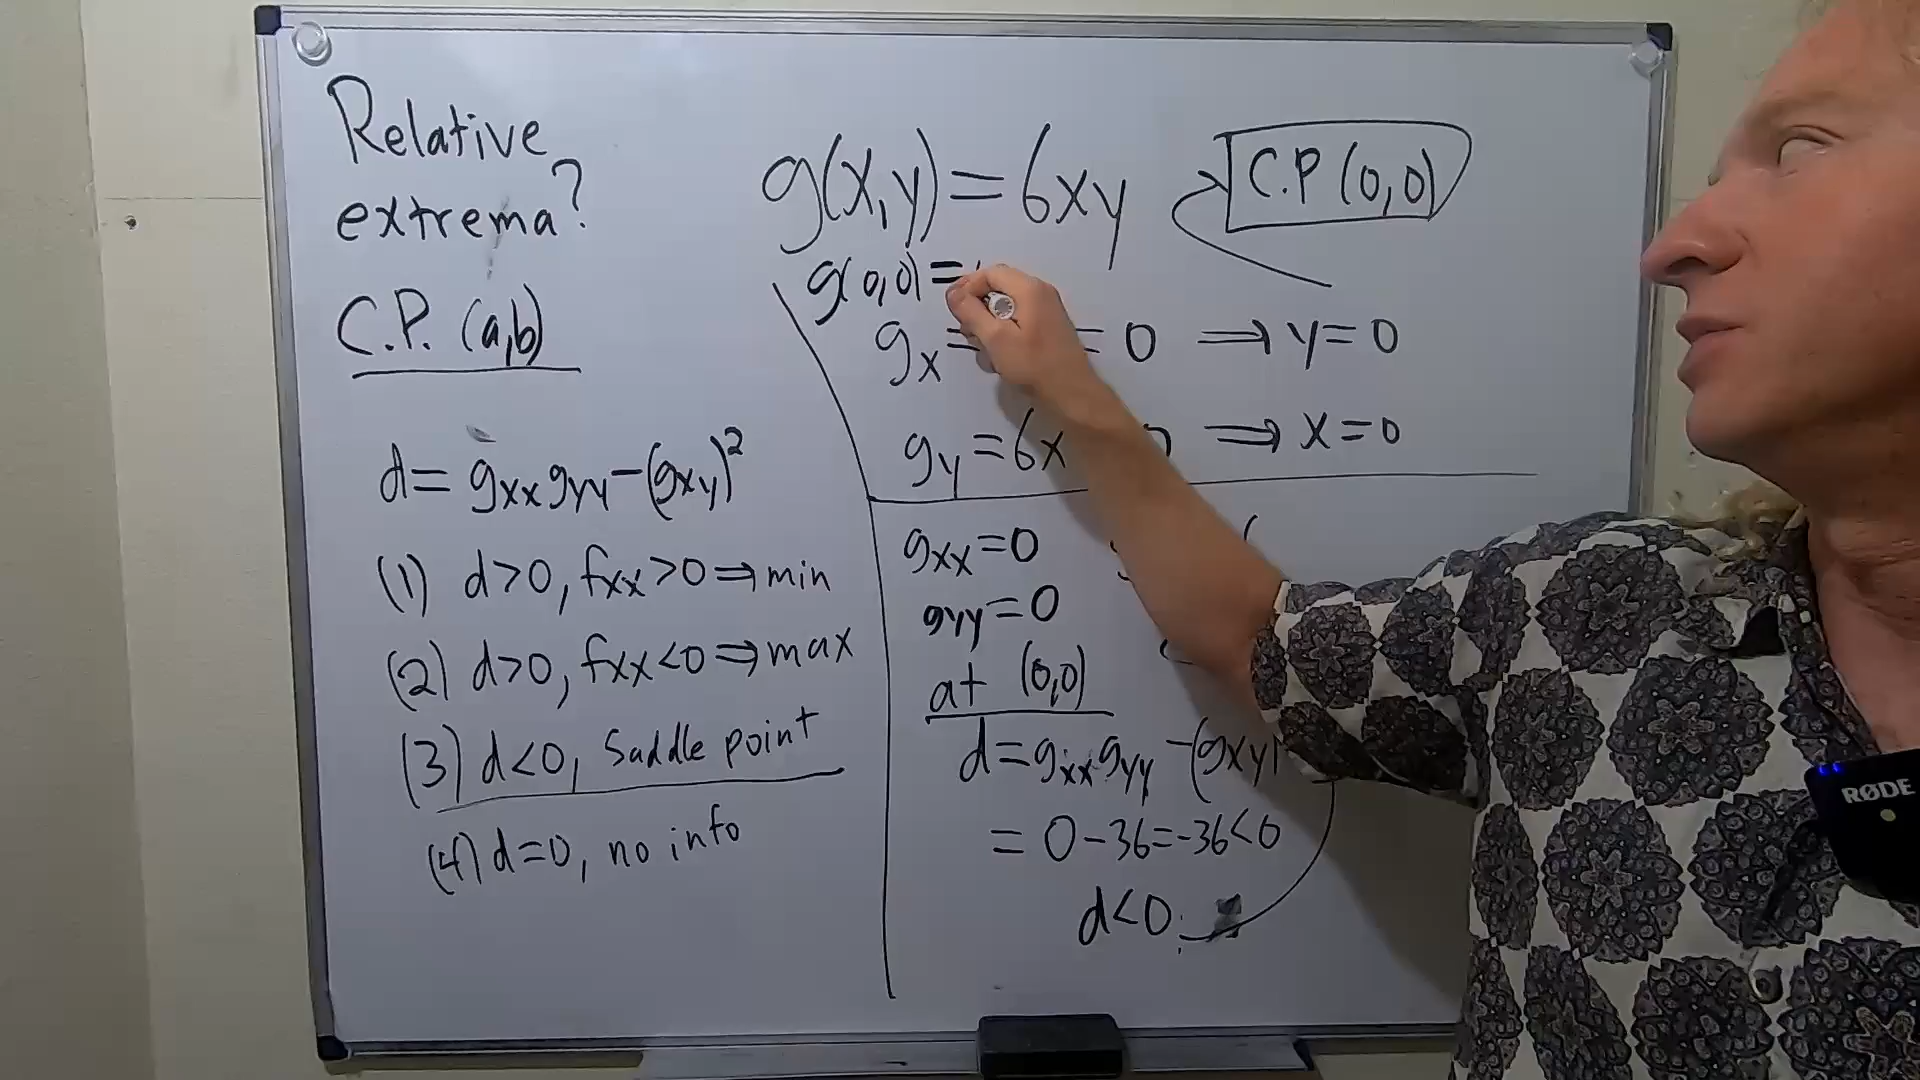 Relative
extrema?
C.P. (a,b)
d= gxx gyy-(gxy)²
(1) d>0, fxx>0⇒min
(2) d>0, fxx<0⇒max
(3) d<0, Saddle point
(4) d=0, no info
g(x,y)=6xy
C.P (0,0)
g(0,0)=
gx= =0 ⇒ y=0
gy=6x ⇒ x=0
gxx=0
gyy=0
at (0,0)
d=gxx gyy -(gxy)
= 0-36=-36<0
d<0
RØDE